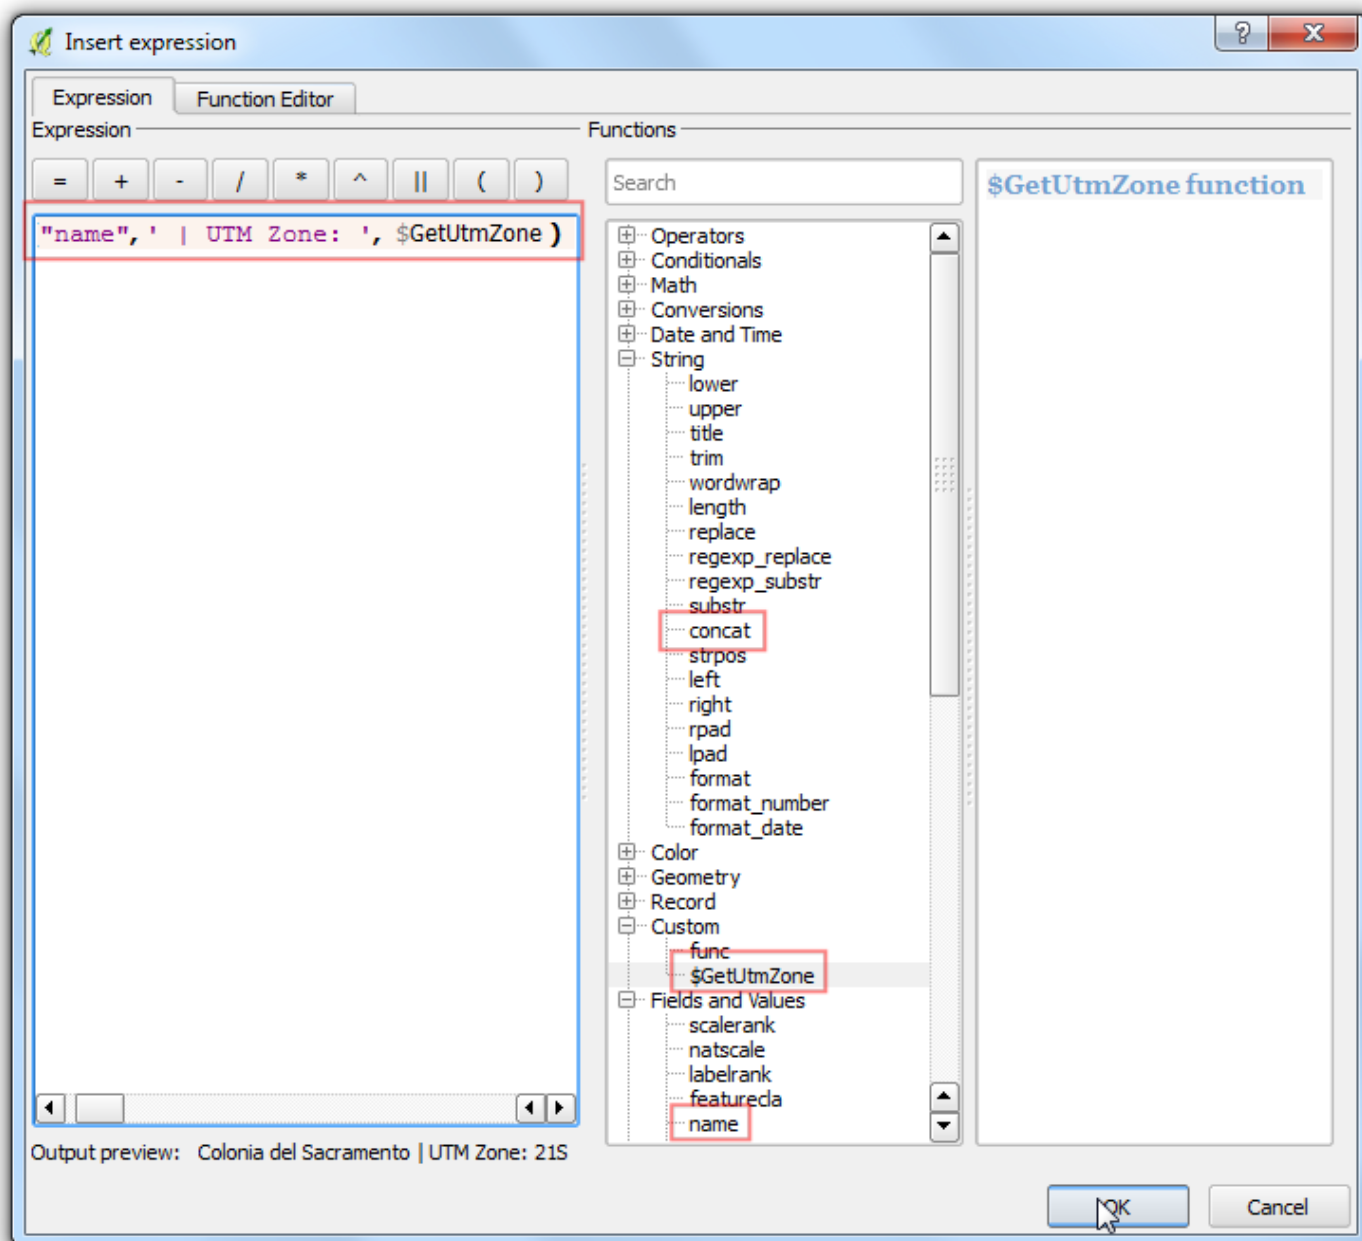 Insert expression
?
X
Expression
Function Editor
Expression
Functions
= + - / * ^ || ( )
Search
$GetUtmZone function
"name",' | UTM Zone: ', $GetUtmZone )
Operators
Conditionals
Math
Conversions
Date and Time
String
lower
upper
title
trim
wordwrap
length
replace
regexp_replace
regexp_substr
substr
concat
strpos
left
right
rpad
lpad
format
format_number
format_date
Color
Geometry
Record
Custom
func
$GetUtmZone
Fields and Values
scalerank
natscale
labelrank
featurecla
name
Output preview: Colonia del Sacramento | UTM Zone: 21S
OK
Cancel